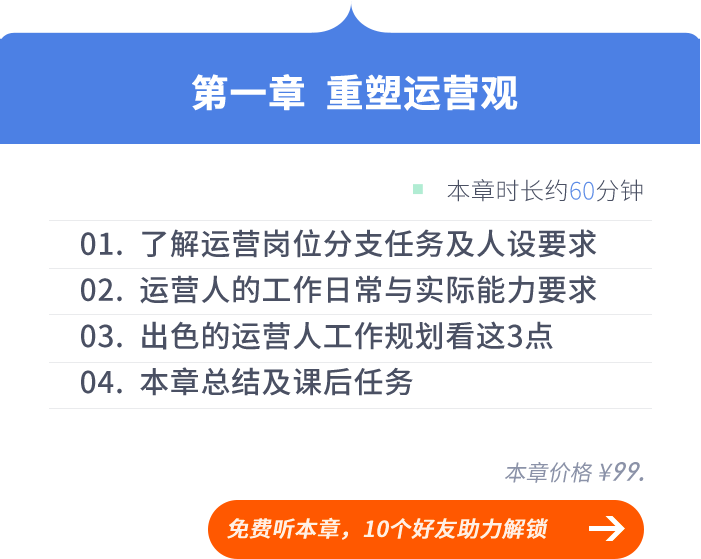 第一章 重塑运营观
本章时长约60分钟
01. 了解运营岗位分支任务及人设要求
02. 运营人的工作日常与实际能力要求
03. 出色的运营人工作规划看这3点
04. 本章总结及课后任务
本章价格 ¥99.
免费听本章，10个好友助力解锁